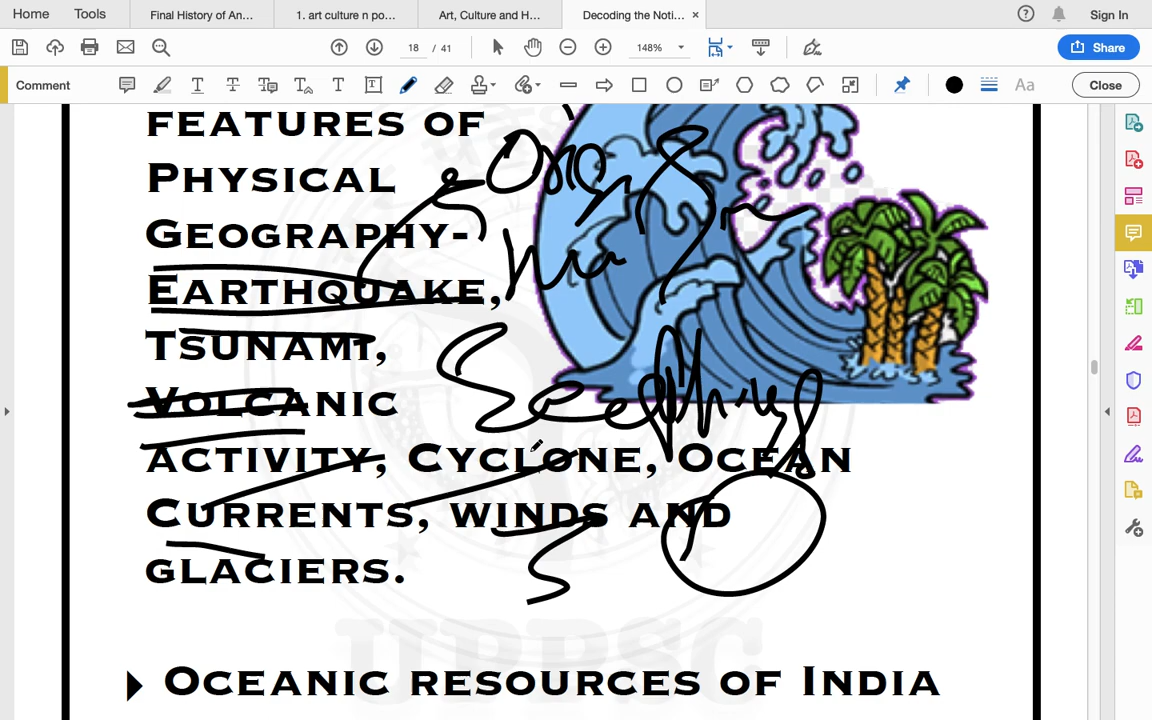 Home Tools Final History of An... 1. art culture n po... Art, Culture and H... Decoding the Noti... × Sign In
18 / 41 148% Share
Comment Aa Close
FEATURES OF
PHYSICAL
GEOGRAPHY-
EARTHQUAKE,
TSUNAMI,
VOLCANIC
ACTIVITY, CYCLONE, OCEAN
CURRENTS, WINDS AND
GLACIERS.
UPPSC
OCEANIC RESOURCES OF INDIA